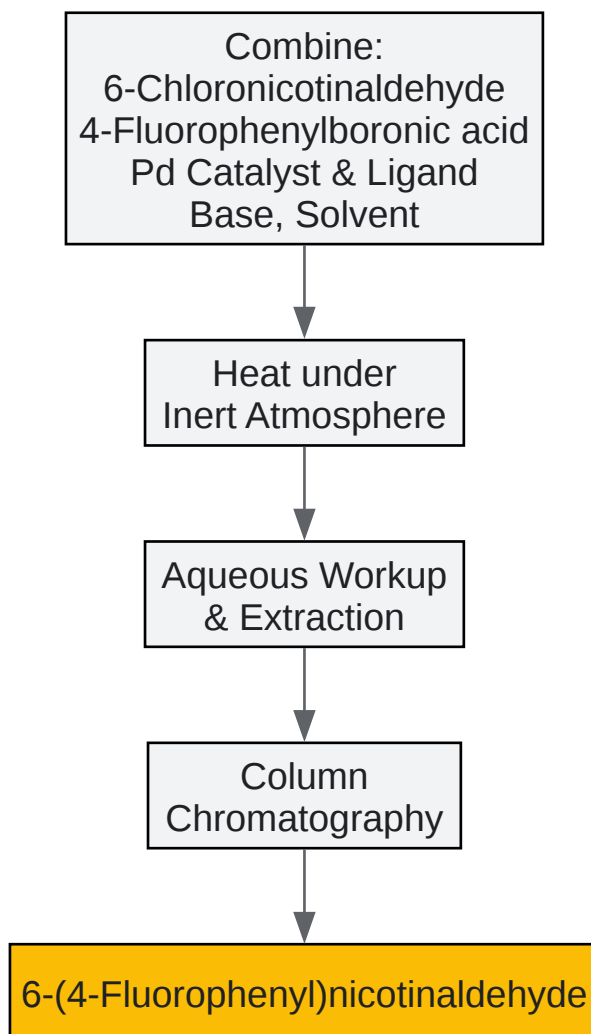 Combine:
6-Chloronicotinaldehyde
4-Fluorophenylboronic acid
Pd Catalyst & Ligand
Base, Solvent
Heat under
Inert Atmosphere
Aqueous Workup
& Extraction
Column
Chromatography
6-(4-Fluorophenyl)nicotinaldehyde